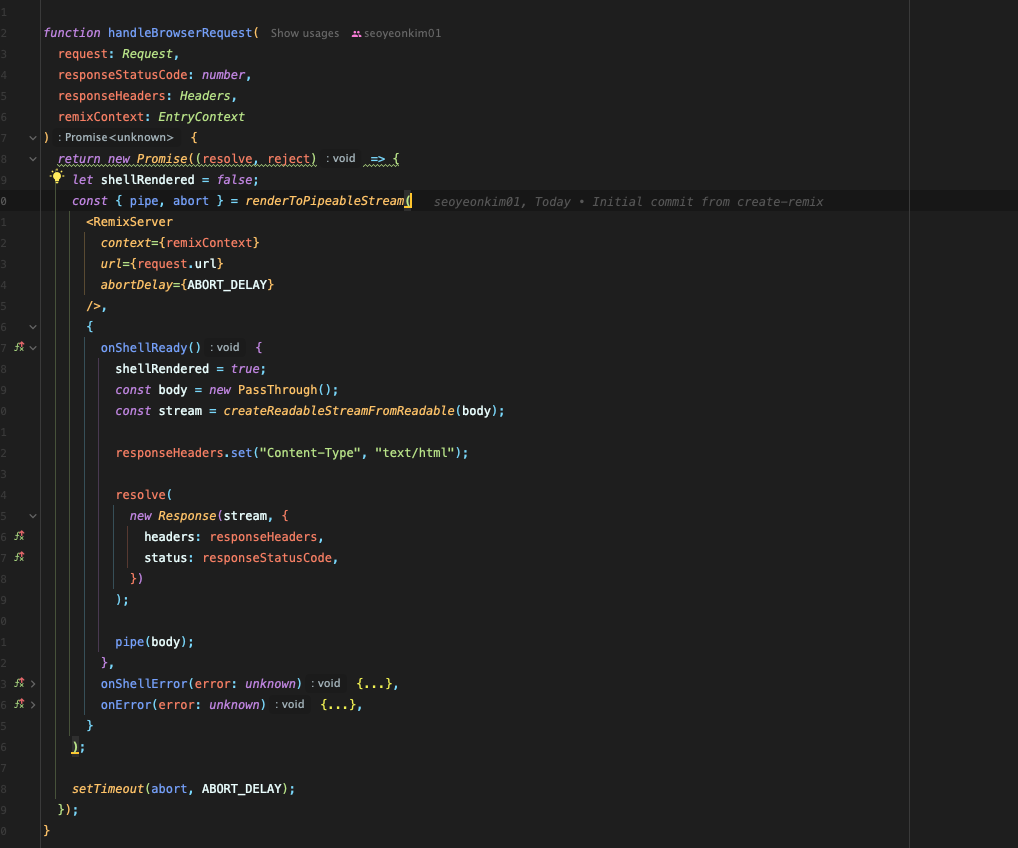 1
2 function handleBrowserRequest( Show usages seoyeonkim01
3 request: Request,
4 responseStatusCode: number,
5 responseHeaders: Headers,
6 remixContext: EntryContext
7 ) : Promise<unknown> {
8 return new Promise((resolve, reject) : void => {
9 let shellRendered = false;
0 const { pipe, abort } = renderToPipeableStream( seoyeonkim01, Today • Initial commit from create-remix
1 <RemixServer
2 context={remixContext}
3 url={request.url}
4 abortDelay={ABORT_DELAY}
5 />,
6 {
7 onShellReady() : void {
8 shellRendered = true;
9 const body = new PassThrough();
0 const stream = createReadableStreamFromReadable(body);
1
2 responseHeaders.set("Content-Type", "text/html");
3
4 resolve(
5 new Response(stream, {
6 headers: responseHeaders,
7 status: responseStatusCode,
8 })
9 );
0
1 pipe(body);
2 },
3 onShellError(error: unknown) : void {...},
6 onError(error: unknown) : void {...},
5 }
6 );
7
8 setTimeout(abort, ABORT_DELAY);
9 });
0 }